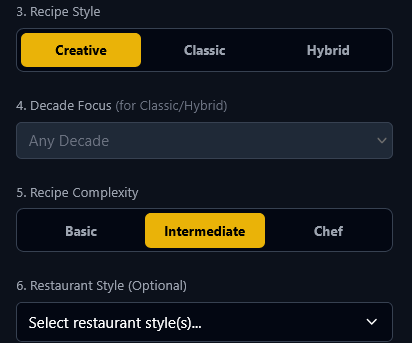 3. Recipe Style
Creative Classic Hybrid
4. Decade Focus (for Classic/Hybrid)
Any Decade
5. Recipe Complexity
Basic Intermediate Chef
6. Restaurant Style (Optional)
Select restaurant style(s)...